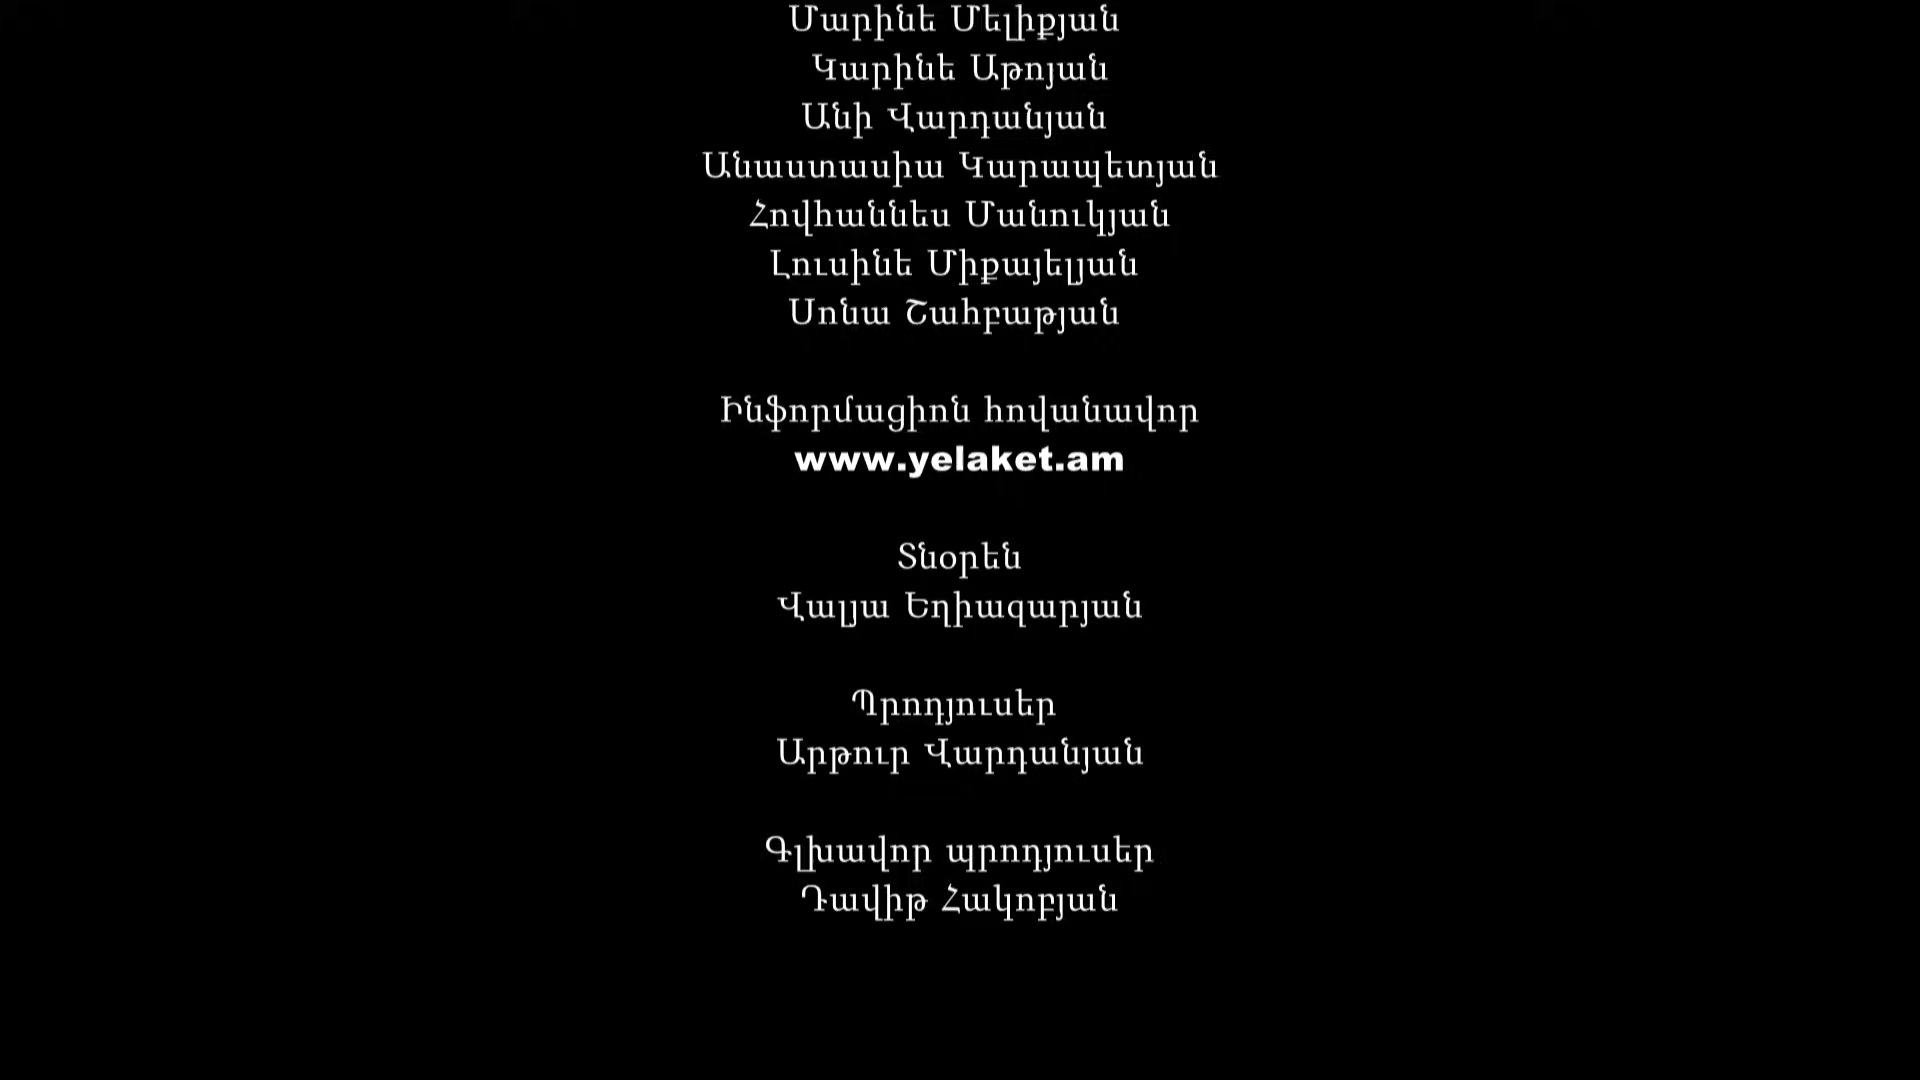 Մարինե Մելիքյան
Կարինե Աթոյան
Անի Վարդանյան
Անաստասիա Կարապետյան
Հովհաննես Մանուկյան
Լուսինե Միքայելյան
Սոնա Շահբաթյան
Ինֆորմացիոն հովանավոր
www.yelaket.am
Տնօրեն
Վալյա Եղիազարյան
Պրոդյուսեր
Արթուր Վարդանյան
Գլխավոր պրոդյուսեր
Դավիթ Հակոբյան